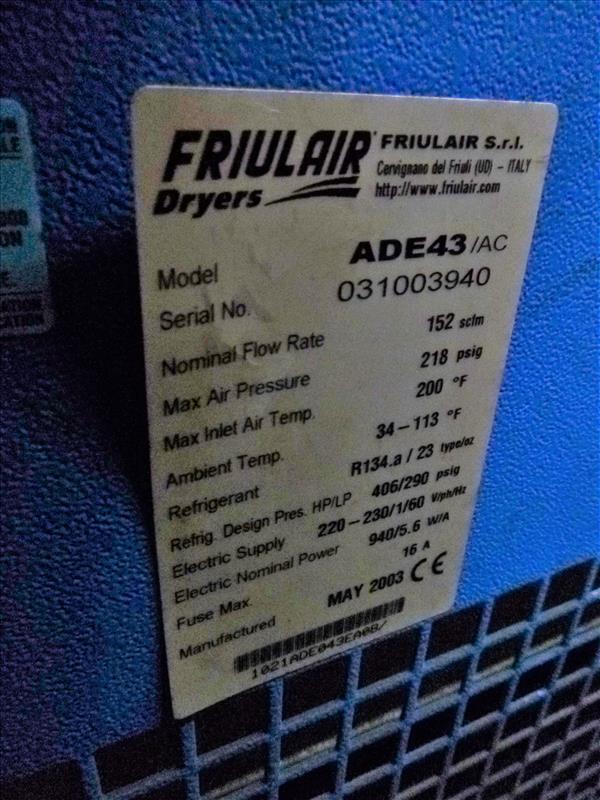 FRIULAIR
Dryers
FRIULAIR S.r.l.
Cervignano del Friuli (UD) - ITALY
http://www.friulair.com
Model ADE43/AC
Serial No. 031003940
Nominal Flow Rate 152 scfm
Max Air Pressure 218 psig
Max Inlet Air Temp. 200 °F
Ambient Temp. 34-113 °F
Refrigerant R134.a / 23 type/oz
Refrig. Design Pres. HP/LP 406/290 psig
Electric Supply 220-230/1/60 V/ph/Hz
Electric Nominal Power 940/5.6 W/A
Fuse Max. 16 A
Manufactured MAY 2003 CE
1021ADE043EA0B/